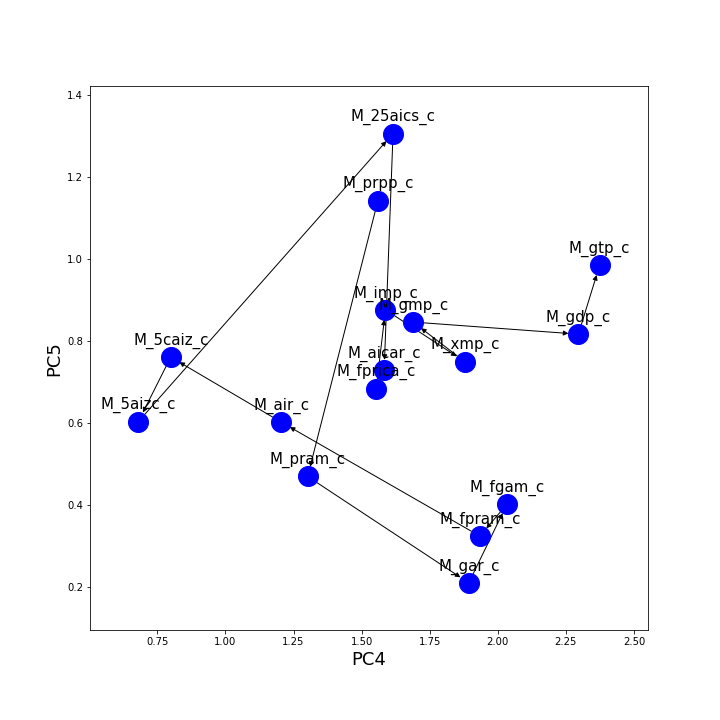 1.4
M_25aics_c
1.2
M_prpp_c
1.0
M_gtp_c
M_imp_c
M_gmp_c
M_gdp_c
0.8
M_5caiz_c
M_xmp_c
M_aicar_c
M_fprica_c
PC5
0.6
M_5aizc_c
M_air_c
M_pram_c
0.4
M_fgam_c
M_fpram_c
M_gar_c
0.2
0.75 1.00 1.25 1.50 1.75 2.00 2.25 2.50
PC4